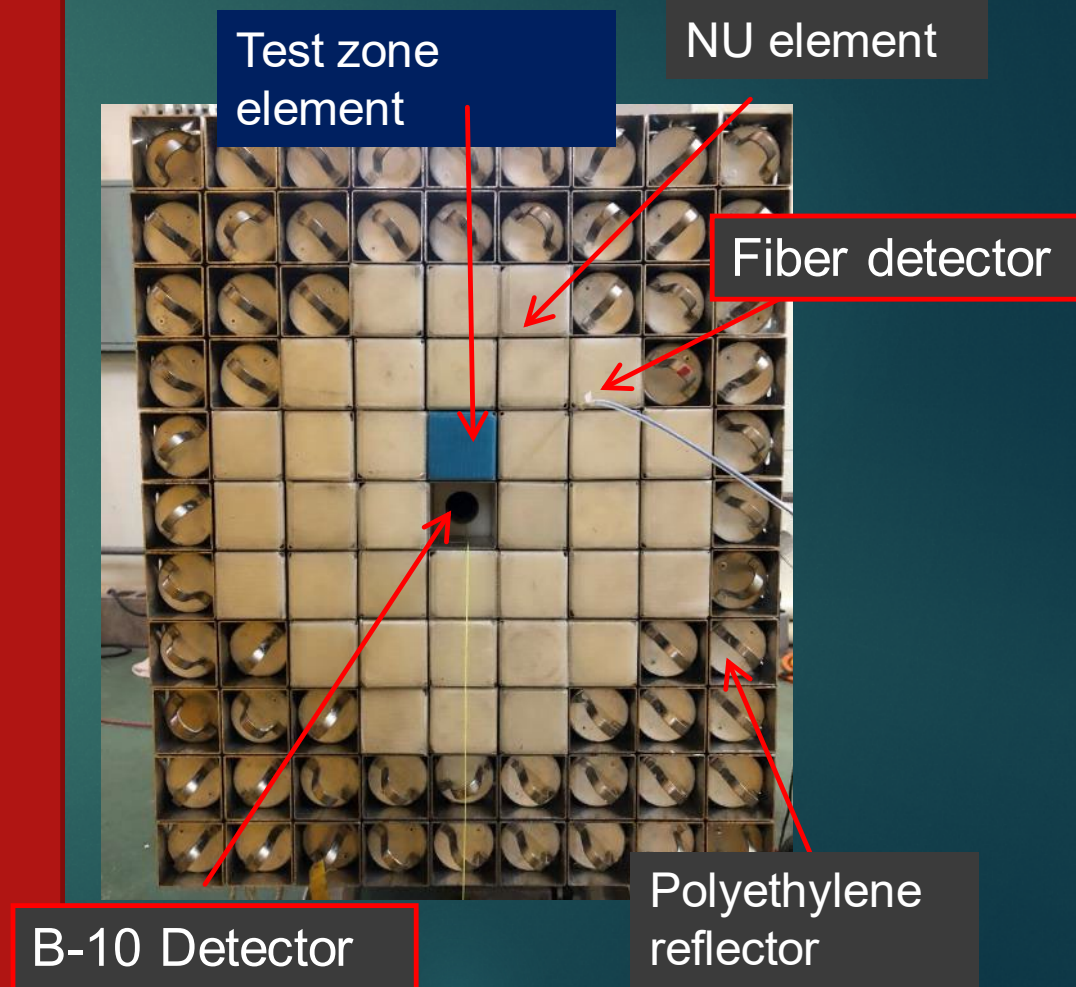 Test zone
element
NU element
Fiber detector
B-10 Detector
Polyethylene
reflector